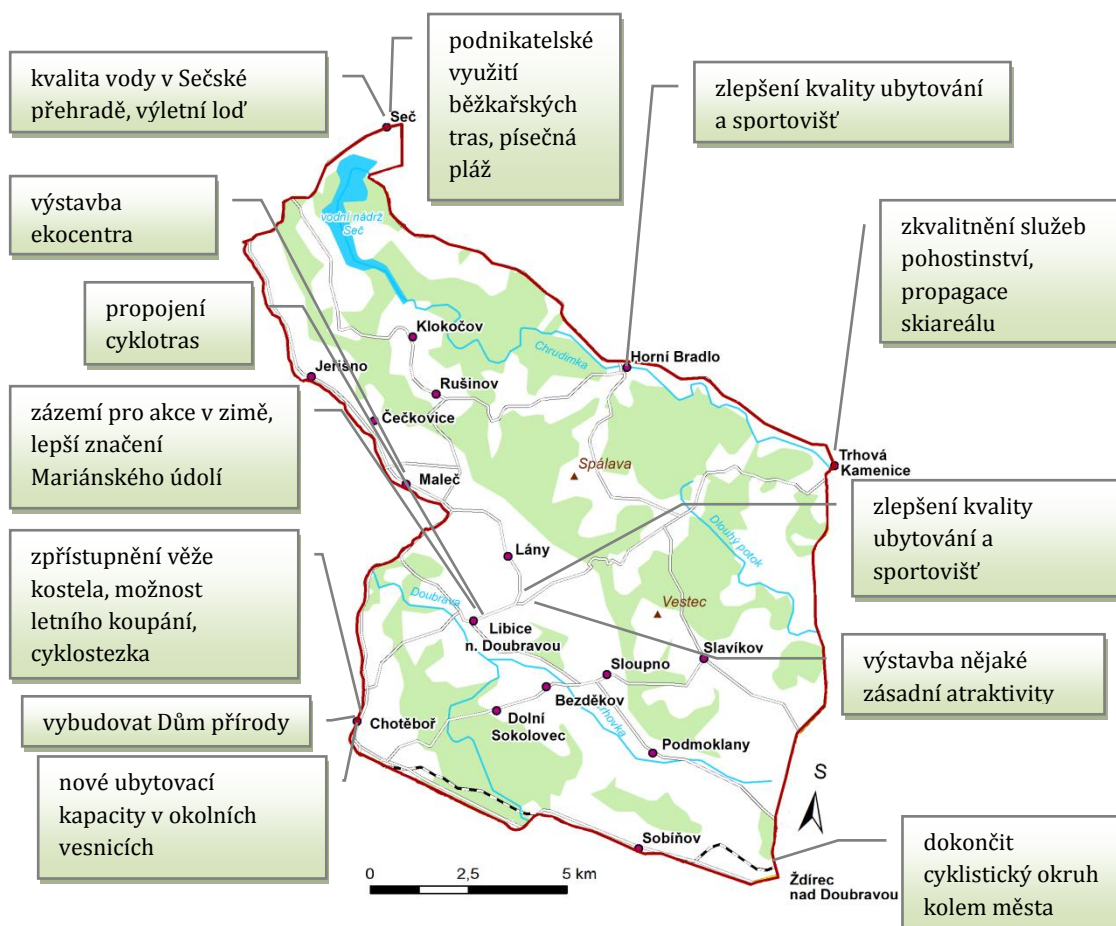 podnikatelské
využití
běžkařských
tras, písečná
pláž
kvalita vody v Sečské
přehradě, výletní loď
zlepšení kvality ubytování
a sportovišť
Seč
výstavba
ekocentra
vodní nádrž
Seč
zkvalitnění služeb
pohostinství,
propagace
skiareálu
propojení
cyklotras
Klokočov
Chrudimka
Horní Bradlo
Jeřišno
Rušinov
zázemí pro akce v zimě,
lepší značení
Mariánského údolí
Čečkovice
Trhová
Kamenice
Spálava
Maleč
zlepšení kvality
ubytování a
sportovišť
Dlouhý potok
zpřístupnění věže
kostela, možnost
letního koupání,
cyklostezka
Lány
Doubrava
Vestec
Libice
n. Doubravou
Slavíkov
Sloupno
výstavba nějaké
zásadní atraktivity
Bezděkov
vybudovat Dům přírody
Chotěboř
Dolní
Sokolovec
Podmoklany
nové ubytovací
kapacity v okolních
vesnicích
S
Sobíňov
dokončit
cyklistický okruh
kolem města
0 2,5 5 km
Ždírec
nad Doubravou